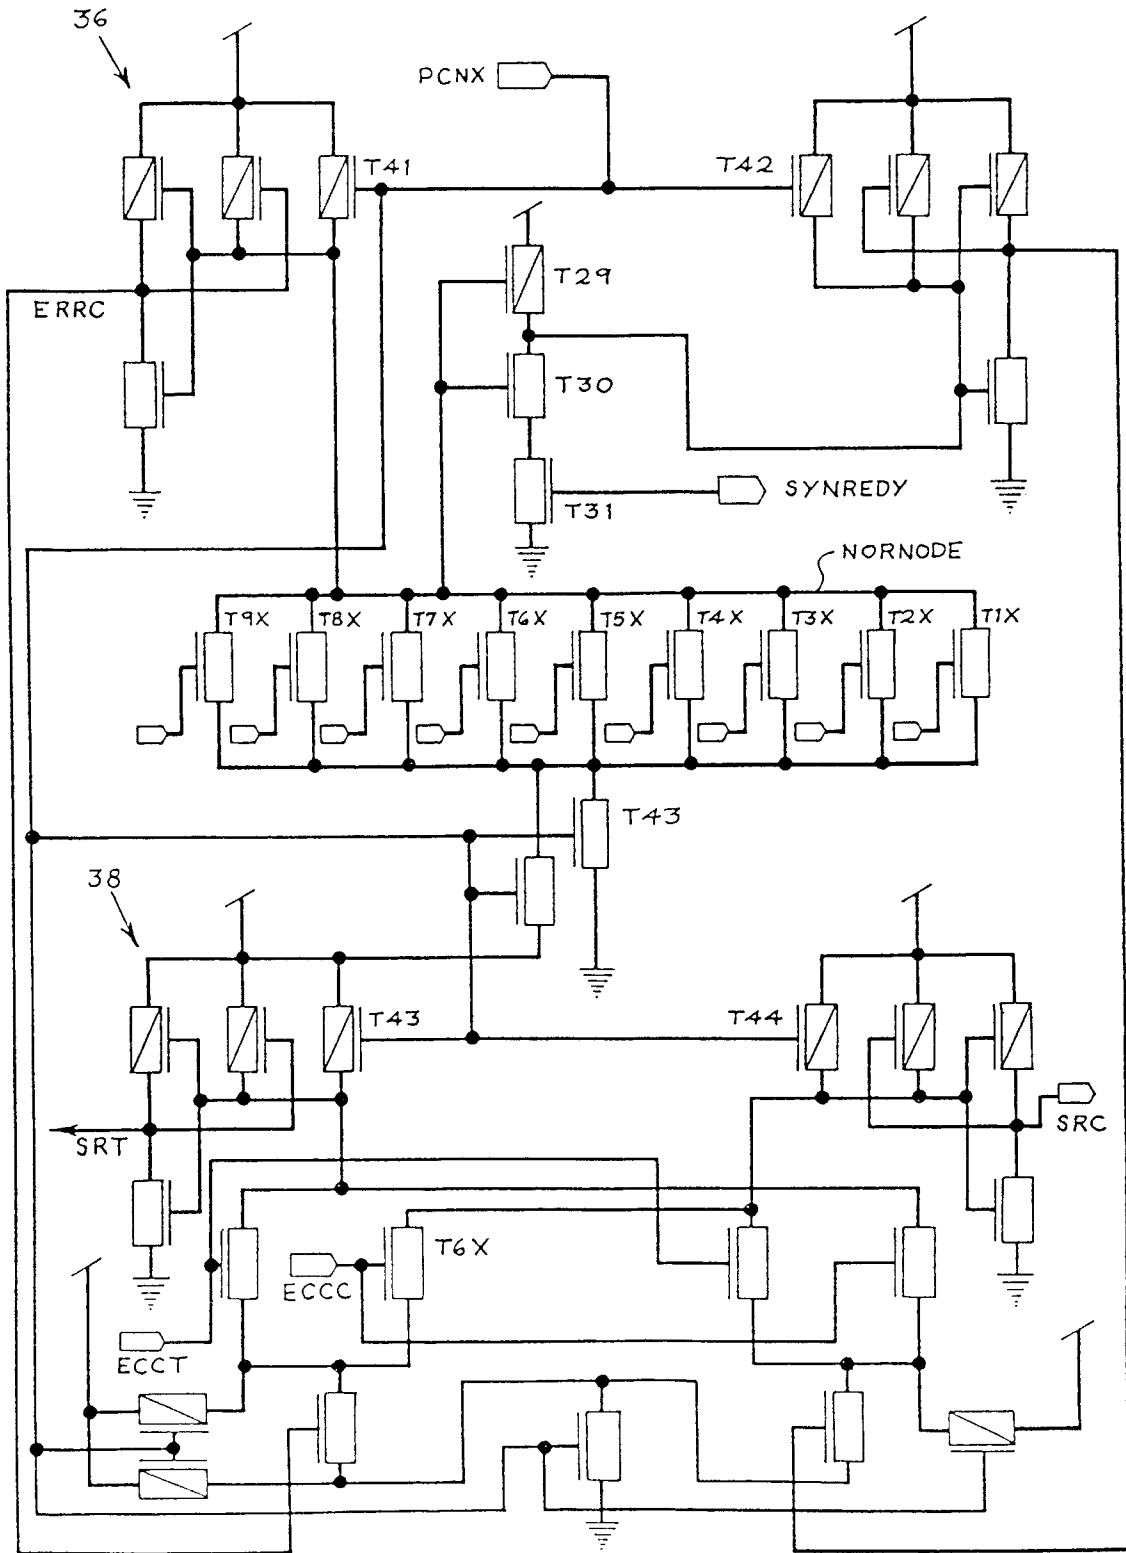 36
PCNX
T41
T42
T29
ERRC
T30
SYNREDY
T31
NORNODE
T9X
T8X
T7X
T6X
T5X
T4X
T3X
T2X
T1X
T43
38
T43
T44
SRT
SRC
T6X
ECCC
ECCT